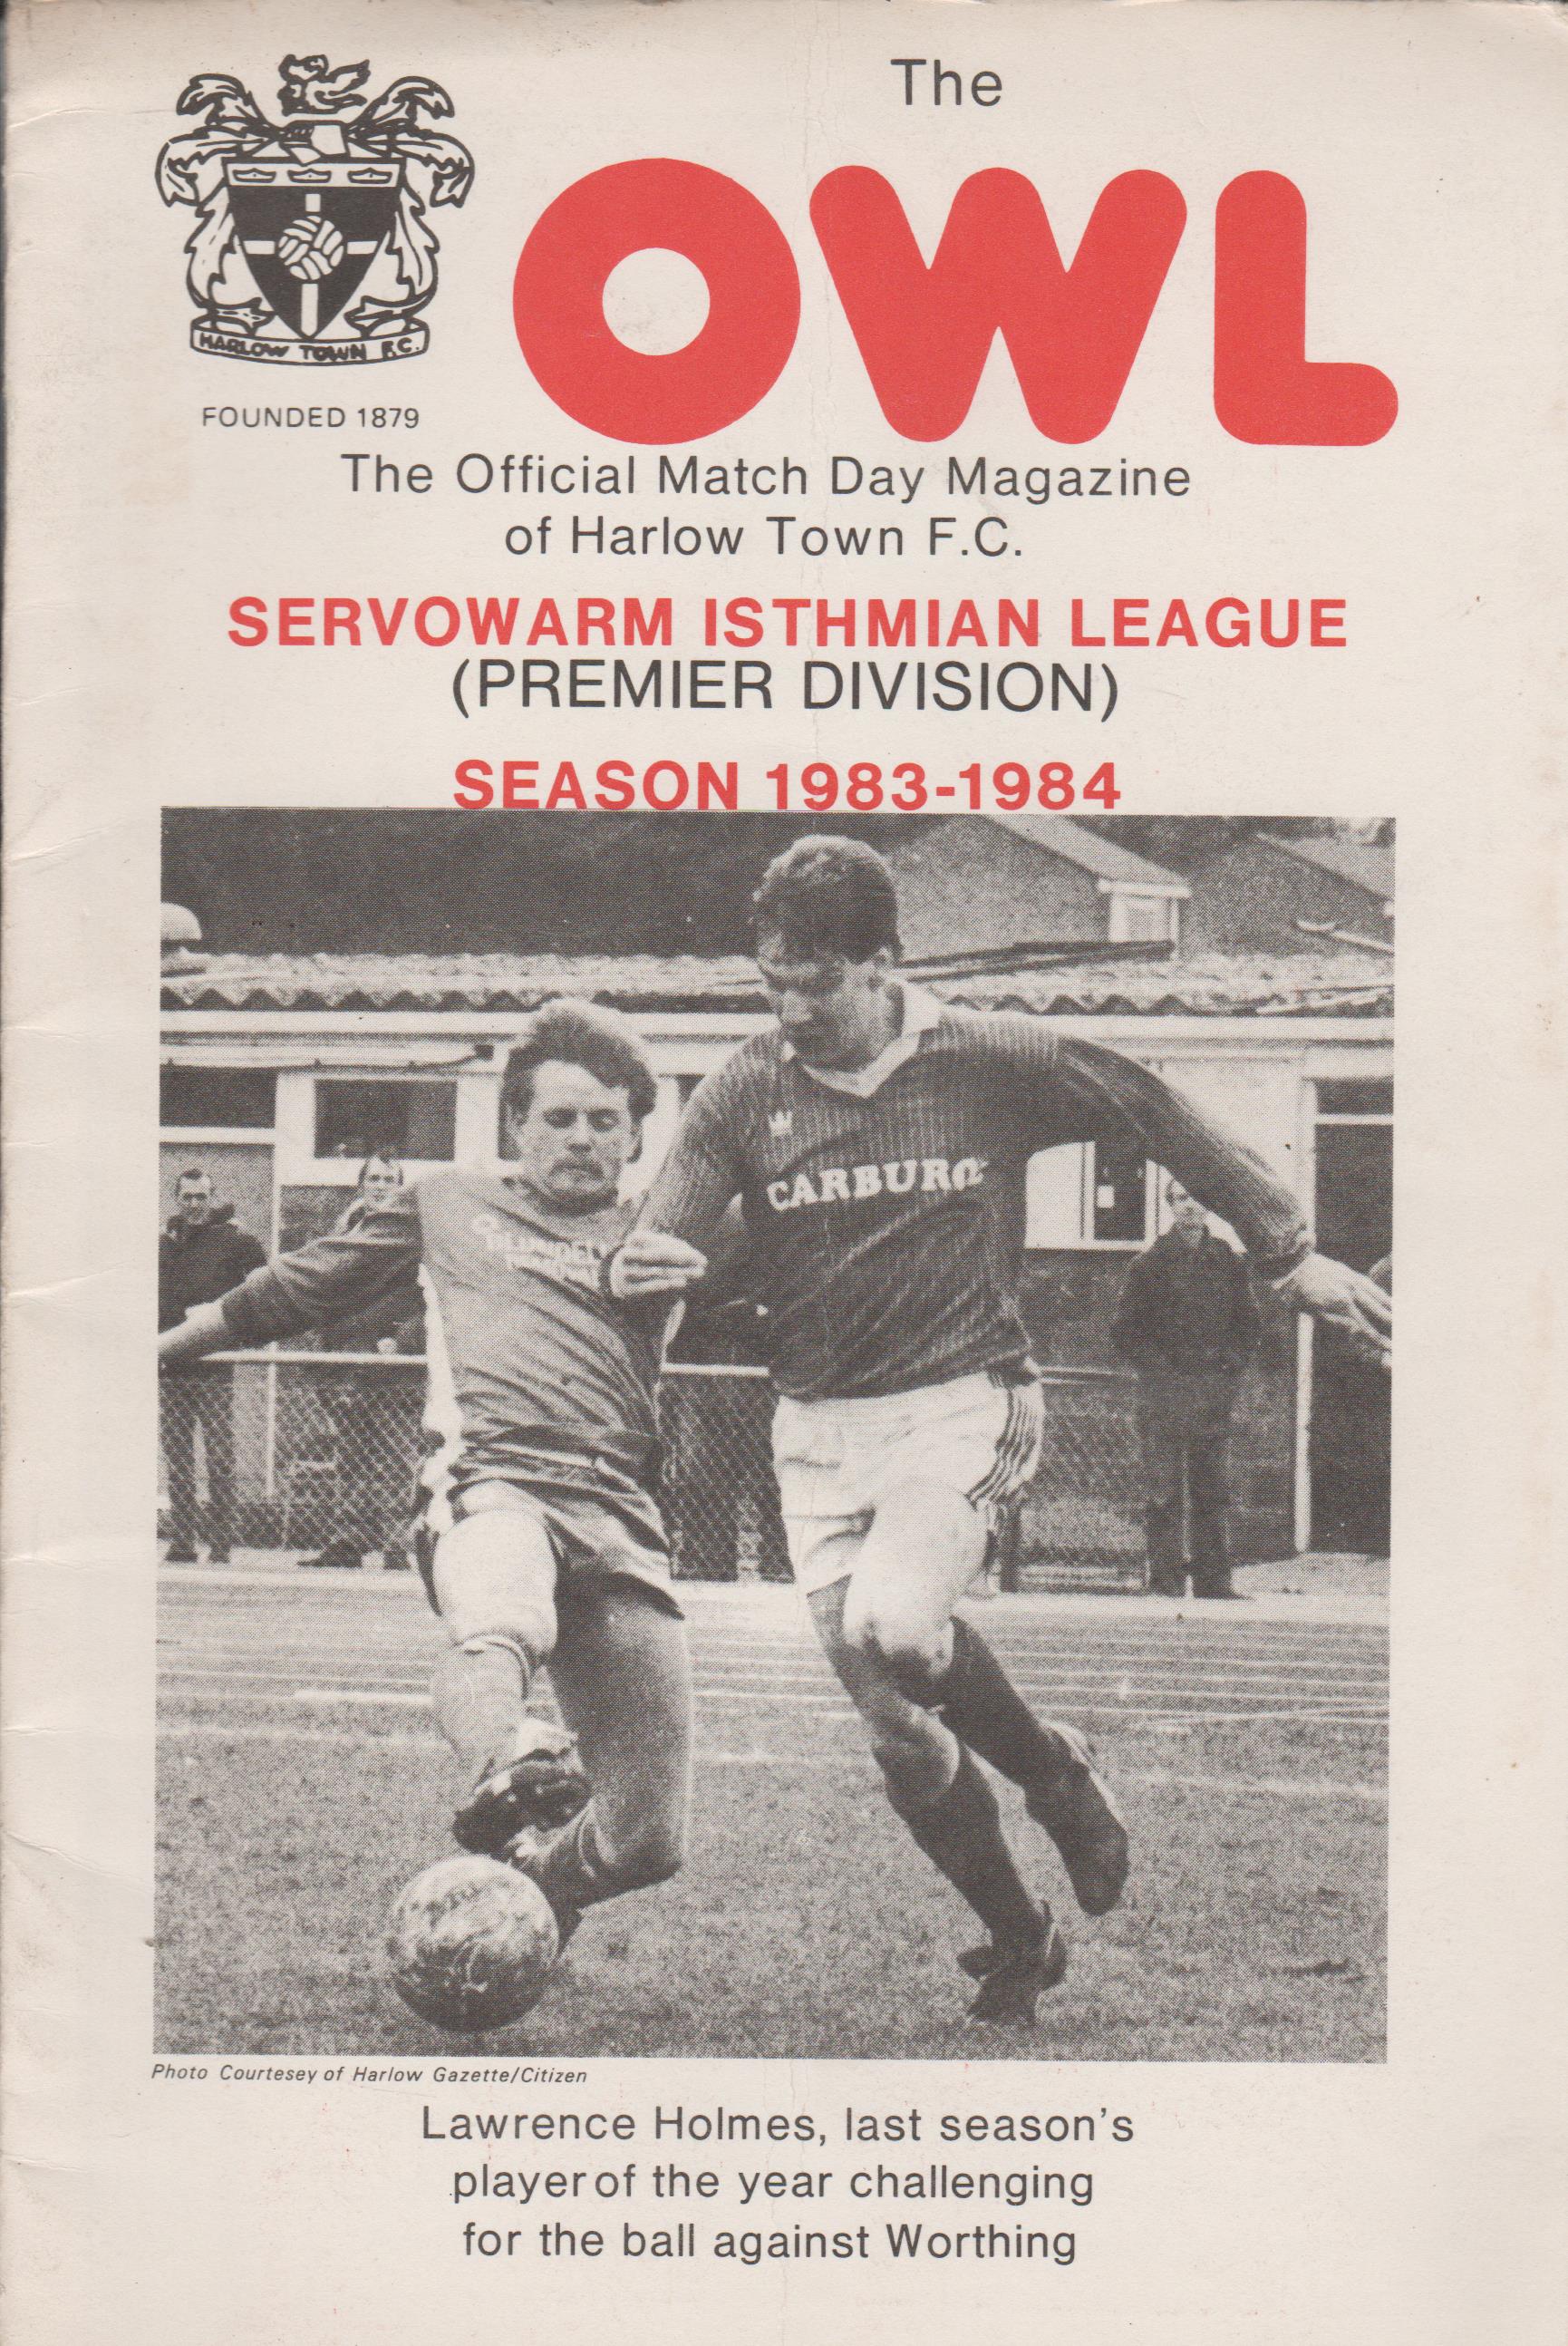 The
OWL
HARLOW TOWN F.C.
FOUNDED 1879
The Official Match Day Magazine
of Harlow Town F.C.
SERVOWARM ISTHMIAN LEAGUE
(PREMIER DIVISION)
SEASON 1983-1984
CARBURO
Photo Courtesey of Harlow Gazette/Citizen
Lawrence Holmes, last season's
player of the year challenging
for the ball against Worthing